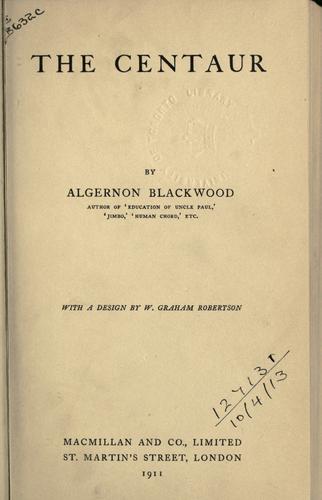 THE CENTAUR
BY
ALGERNON BLACKWOOD
AUTHOR OF 'EDUCATION OF UNCLE PAUL,'
'JIMBO,' 'HUMAN CHORD,' ETC.
WITH A DESIGN BY W. GRAHAM ROBERTSON
127131
10/4/13
MACMILLAN AND CO., LIMITED
ST. MARTIN'S STREET, LONDON
1911